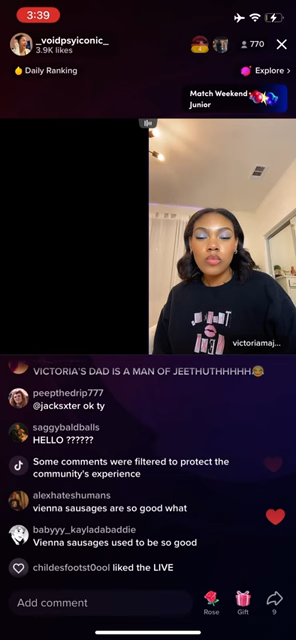 3:39
_voidpsyiconic_
3.9K likes
770
Daily Ranking
Explore >
Match Weekend
Junior
victoriamaj...
VICTORIA'S DAD IS A MAN OF JEETHUTHHHHH😂
peepthedrip777
@jacksxter ok ty
saggybaldballs
HELLO ??????
Some comments were filtered to protect the
community's experience
alexhateshumans
vienna sausages are so good what
babyyy_kayladabaddie
Vienna sausages used to be so good
childesfootst0ool liked the LIVE
Add comment
Rose
Gift
9